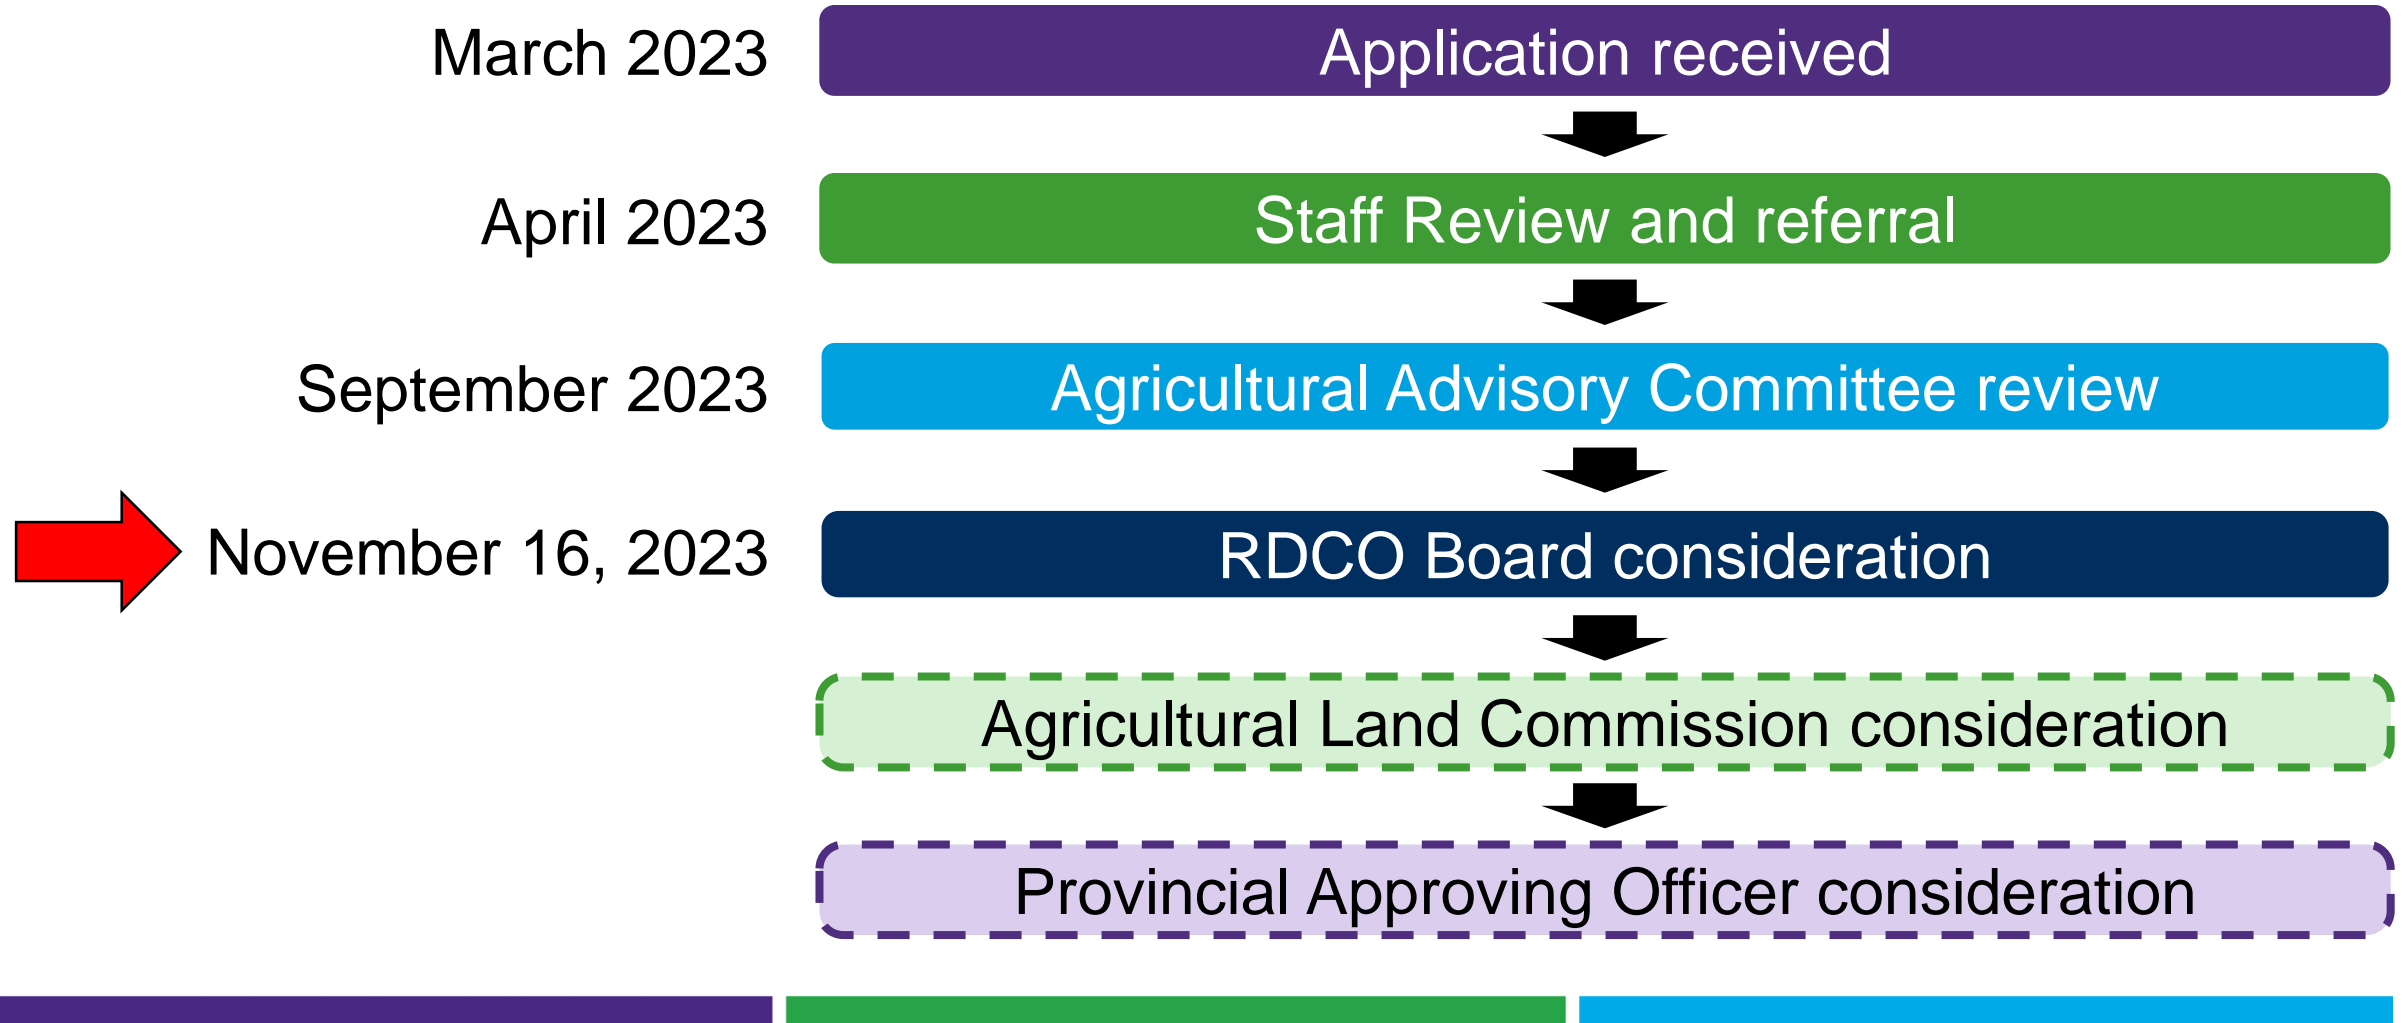 March 2023
Application received
April 2023
Staff Review and referral
September 2023
Agricultural Advisory Committee review
November 16, 2023
RDCO Board consideration
Agricultural Land Commission consideration
Provincial Approving Officer consideration